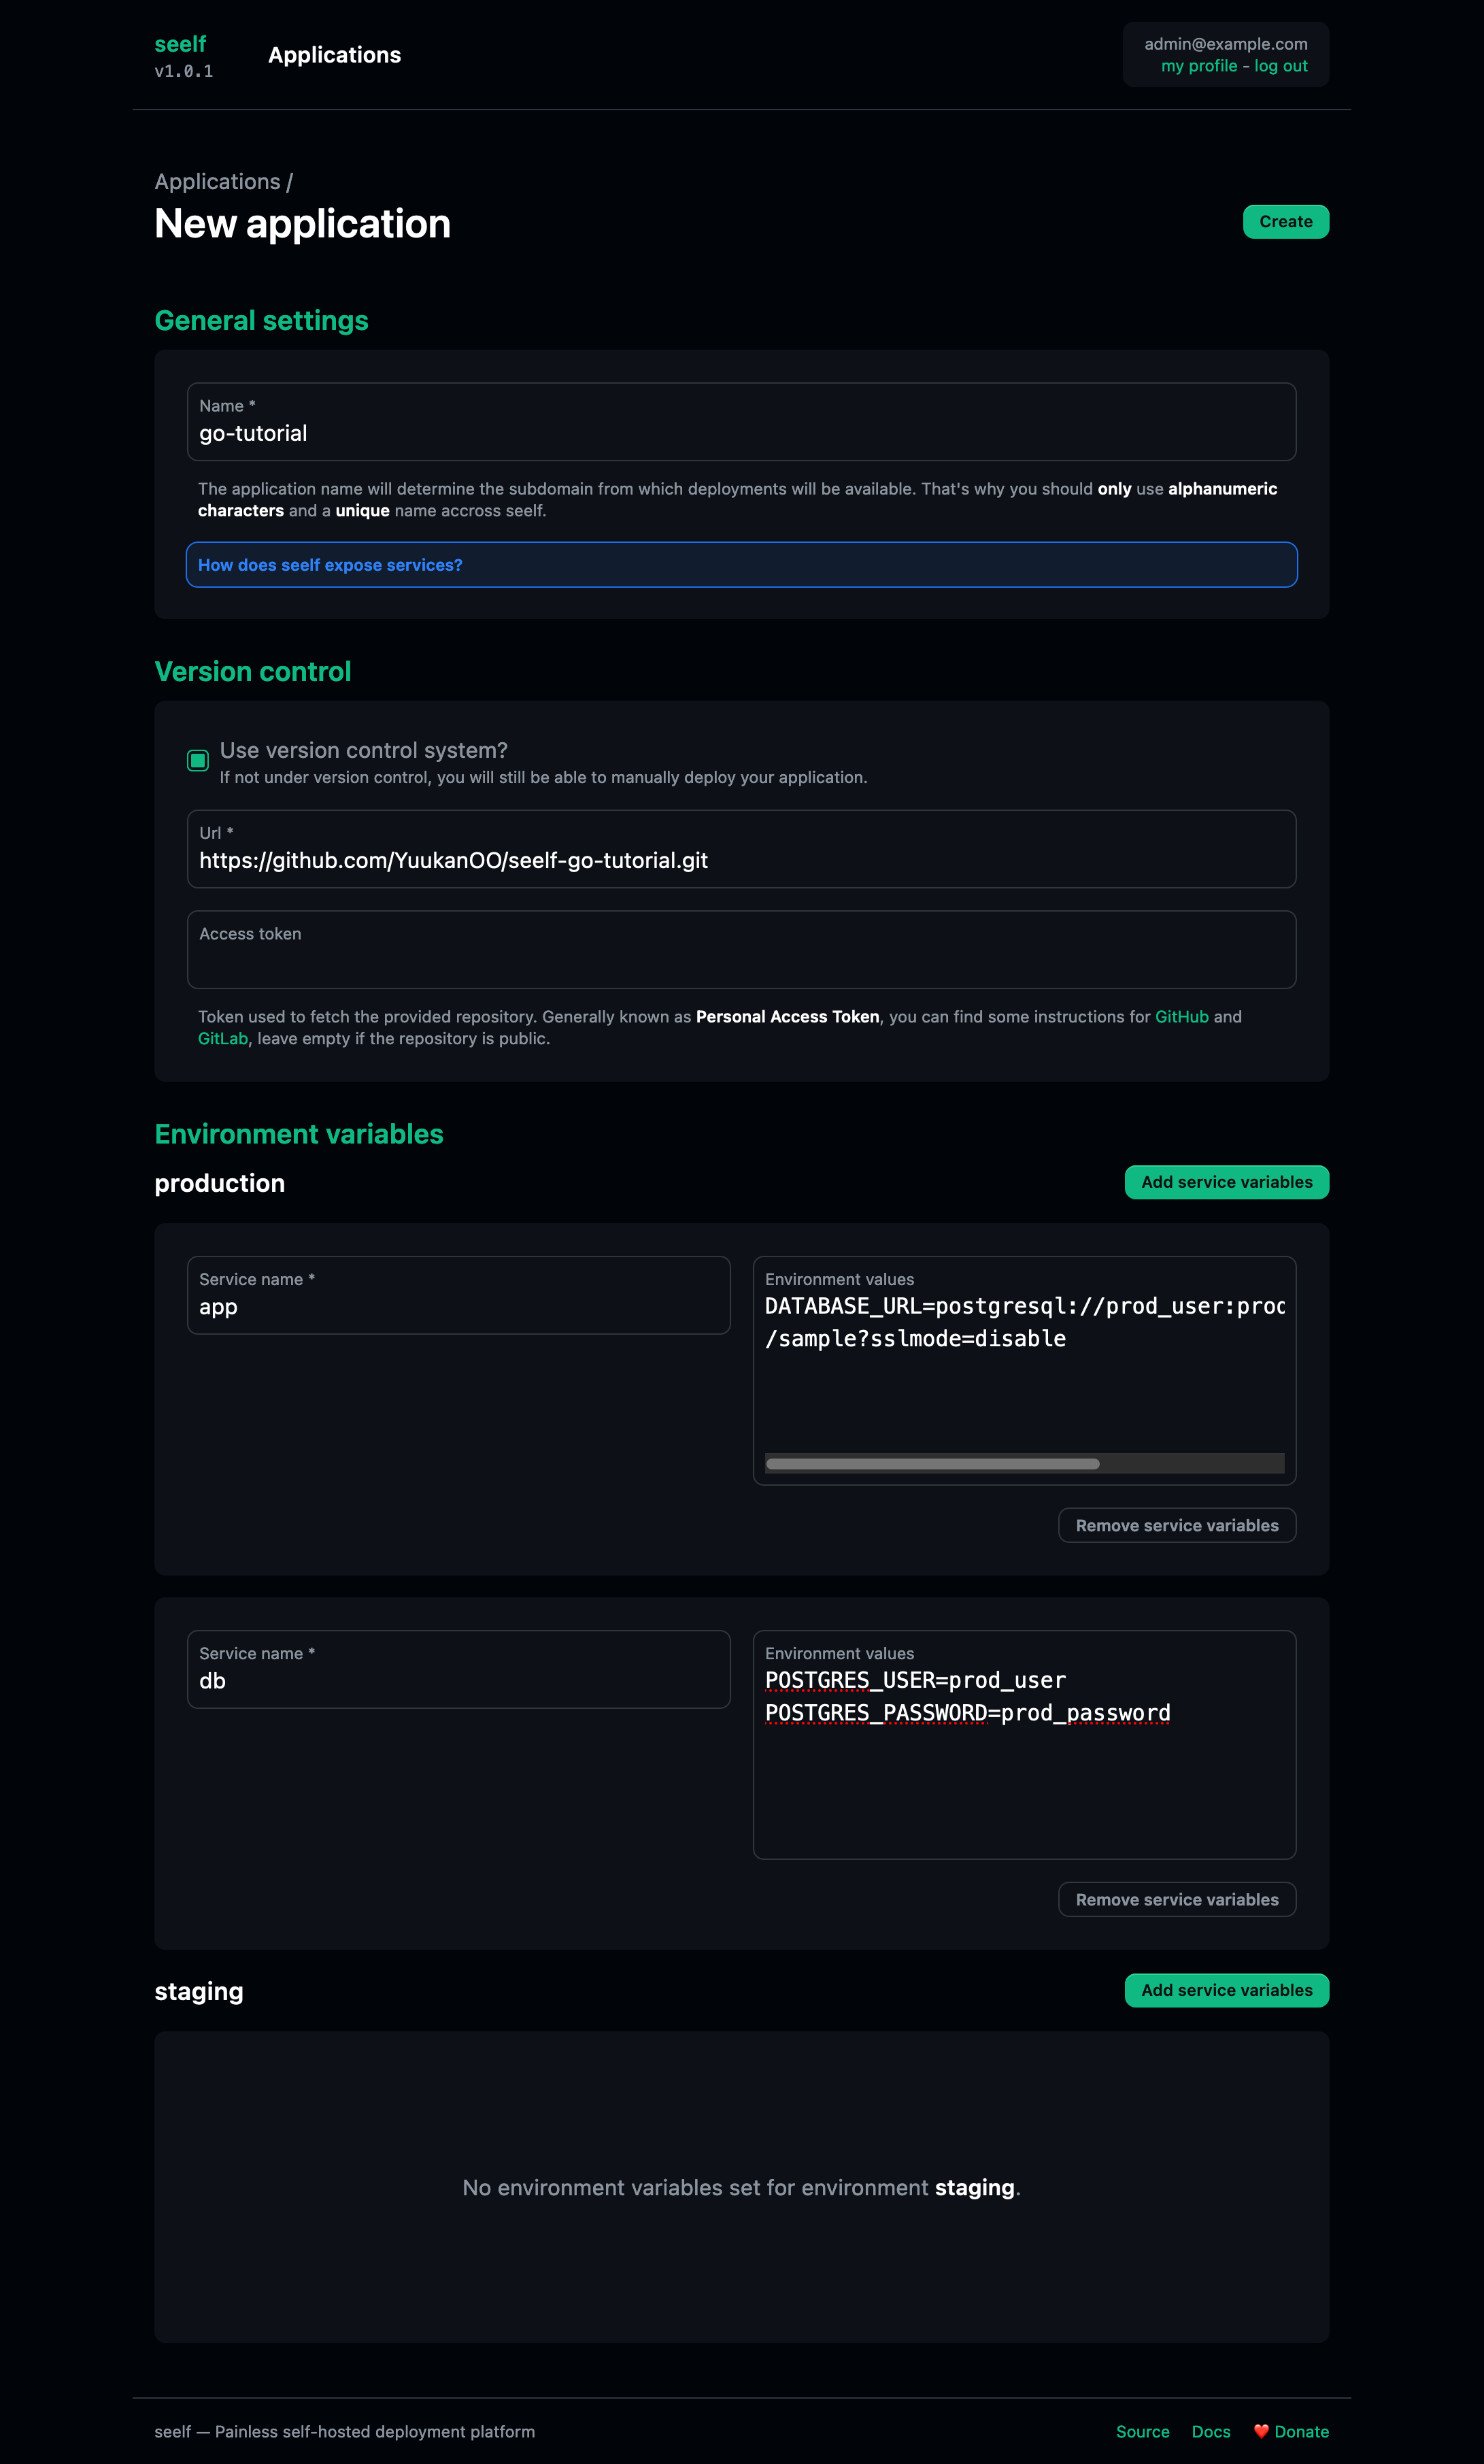 seelf
v1.0.1
Applications
admin@example.com
my profile - log out
Applications /
New application
Create
General settings
Name *
go-tutorial
The application name will determine the subdomain from which deployments will be available. That's why you should only use alphanumeric
characters and a unique name accross seelf.
How does seelf expose services?
Version control
Use version control system?
If not under version control, you will still be able to manually deploy your application.
Url *
https://github.com/YuukanOO/seelf-go-tutorial.git
Access token
Token used to fetch the provided repository. Generally known as Personal Access Token, you can find some instructions for GitHub and
GitLab, leave empty if the repository is public.
Environment variables
production
Add service variables
Service name *
app
Environment values
DATABASE_URL=postgresql://prod_user:prod
/sample?sslmode=disable
Remove service variables
Service name *
db
Environment values
POSTGRES_USER=prod_user
POSTGRES_PASSWORD=prod_password
Remove service variables
staging
Add service variables
No environment variables set for environment staging.
seelf — Painless self-hosted deployment platform
Source
Docs
❤️ Donate